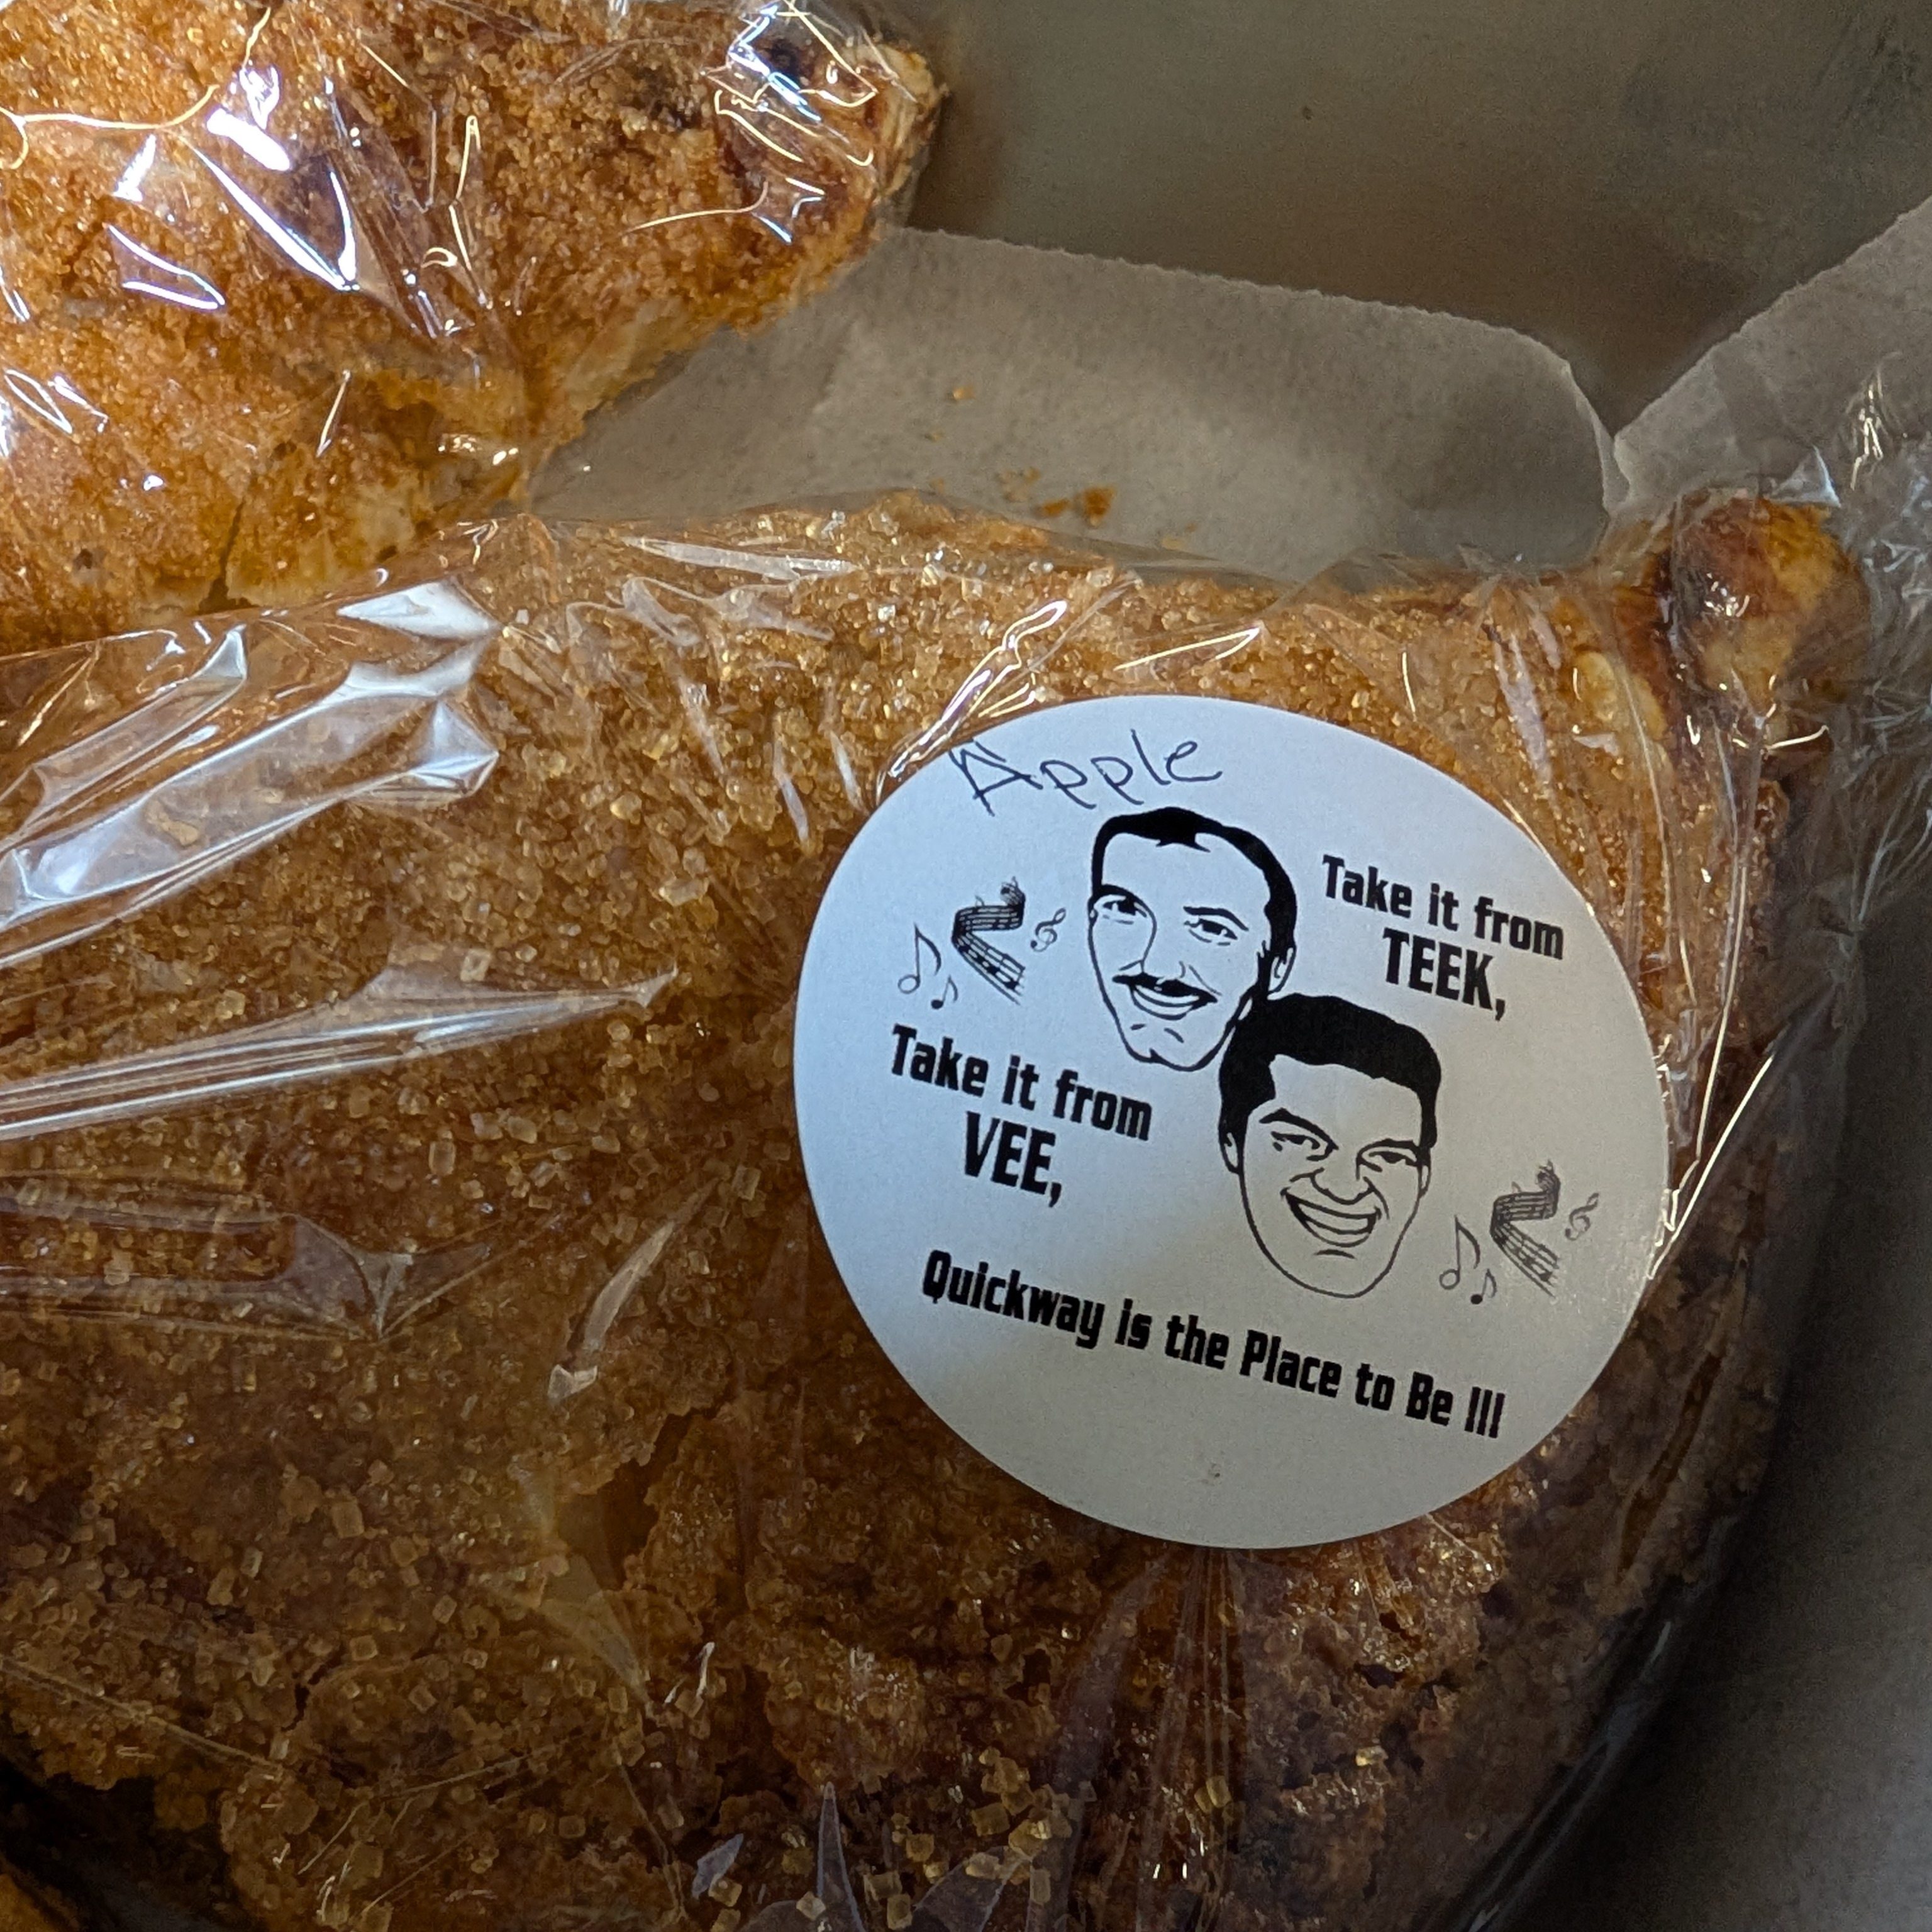 Apple
Take it from
TEEK,
Take it from
VEE,
Quickway is the Place to Be !!!